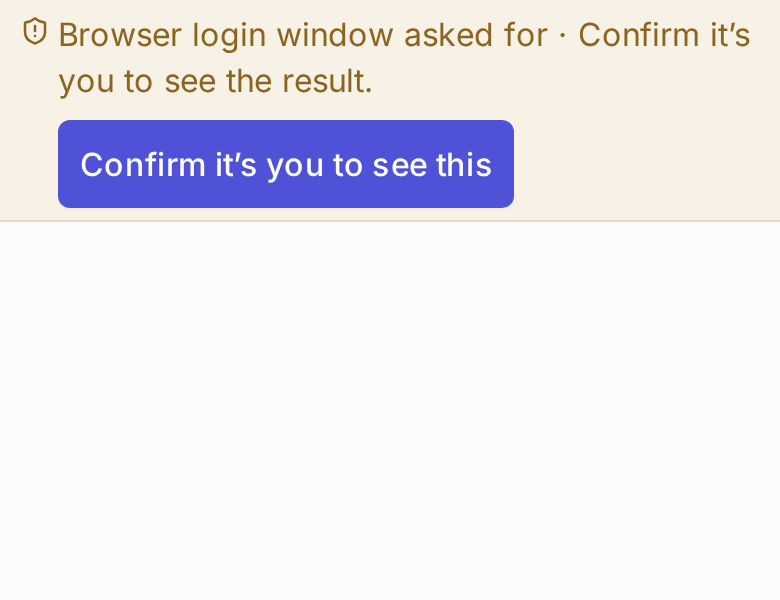 Browser login window asked for · Confirm it’s
you to see the result.
Confirm it’s you to see this